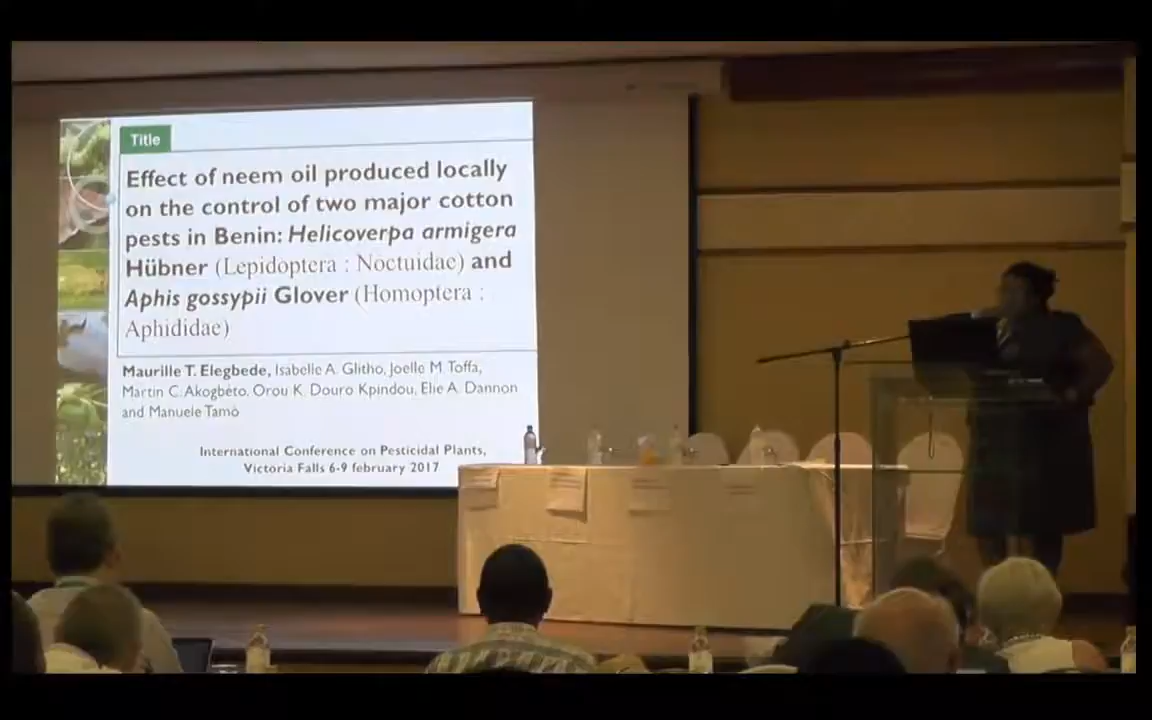 Title
Effect of neem oil produced locally
on the control of two major cotton
pests in Benin: Helicoverpa armigera
Hübner (Lepidoptera : Noctuidae) and
Aphis gossypii Glover (Homoptera :
Aphididae)
Maurille T. Elegbede, Isabelle A. Glitho, Joelle M. Toffa,
Martin C. Akogbéto, Orou K. Douro Kpindou, Elie A. Dannon
and Manuele Tamò
International Conference on Pesticidal Plants,
Victoria Falls 6-9 february 2017